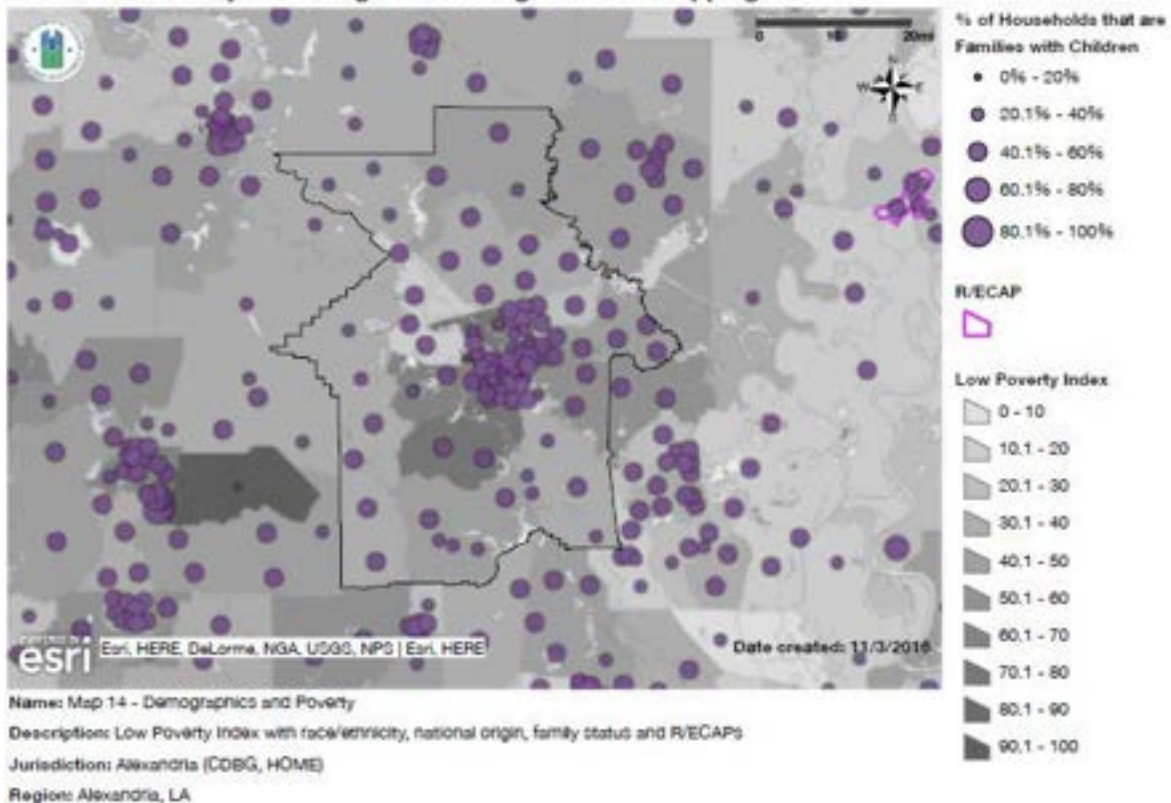 0 10 20mi
N
W E
S
% of Households that are
Families with Children
0% - 20%
20.1% - 40%
40.1% - 60%
60.1% - 80%
80.1% - 100%
R/ECAP
Low Poverty Index
0 - 10
10.1 - 20
20.1 - 30
30.1 - 40
40.1 - 50
50.1 - 60
60.1 - 70
70.1 - 80
80.1 - 90
90.1 - 100
esri
Esri, HERE, DeLorme, NGA, USGS, NPS | Esri, HERE
Date created: 11/3/2016
Name: Map 14 - Demographics and Poverty
Description: Low Poverty Index with race/ethnicity, national origin, family status and R/ECAPs
Jurisdiction: Alexandria (CDBG, HOME)
Region: Alexandria, LA